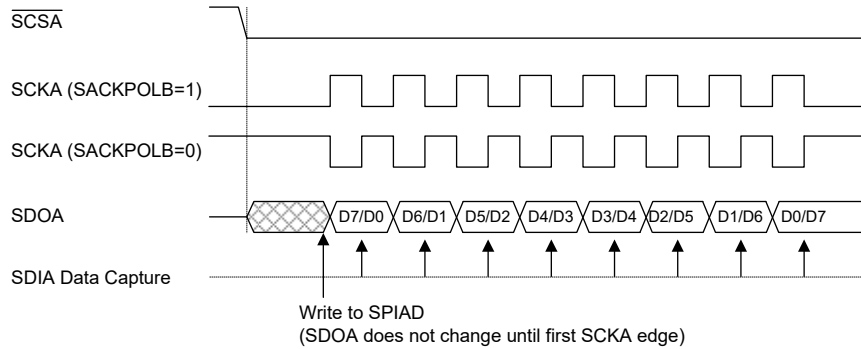 SCSA
SCKA (SACKPOLB=1)
SCKA (SACKPOLB=0)
SDOA
D7/D0 D6/D1 D5/D2 D4/D3 D3/D4 D2/D5 D1/D6 D0/D7
SDIA Data Capture
Write to SPIAD
(SDOA does not change until first SCKA edge)